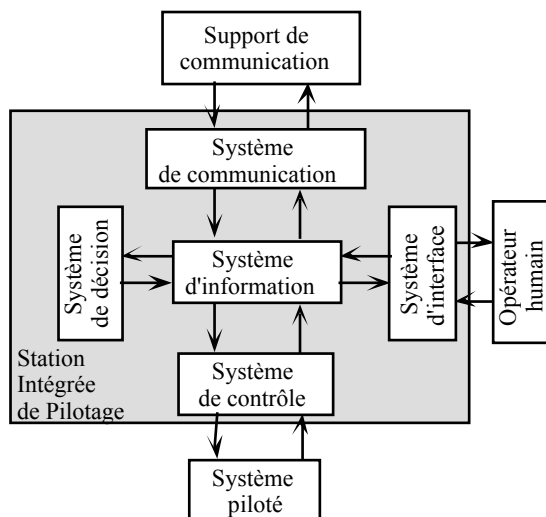 Support de
communication
Système
de communication
Système
de décision
Système
d'information
Système
d'interface
Opérateur
humain
Station
Intégrée
de Pilotage
Système
de contrôle
Système
piloté